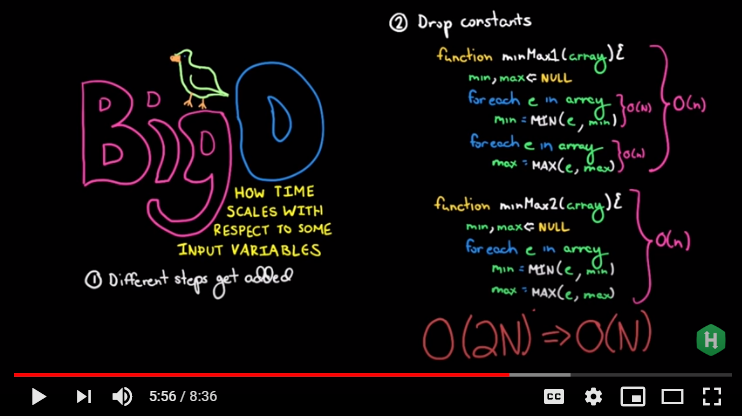 Big O
HOW TIME
SCALES WITH
RESPECT TO SOME
INPUT VARIABLES
① Different steps get added
② Drop constants
function minMax1(array){
min, max ⇐ NULL
foreach e in array
min = MIN(e, min)
} O(N)
foreach e in array
max = MAX(e, max)
} O(n)
} O(n)
function minMax2(array){
min, max ⇐ NULL
foreach e in array
min = MIN(e, min)
max = MAX(e, max)
} O(n)
O(2N) ⇒ O(N)
H
5:56 / 8:36
CC